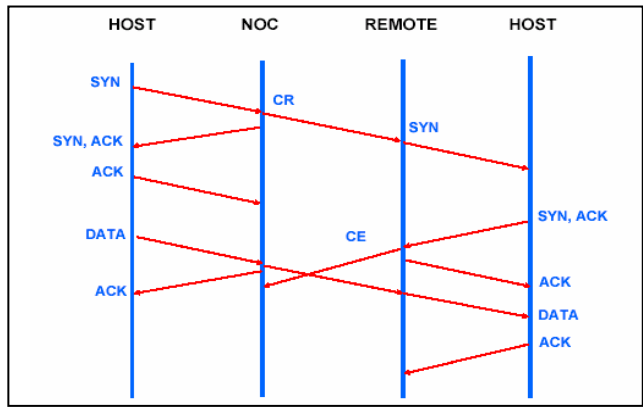 HOST NOC REMOTE HOST
SYN
CR
SYN
SYN, ACK
ACK
SYN, ACK
DATA
CE
ACK
ACK
DATA
ACK